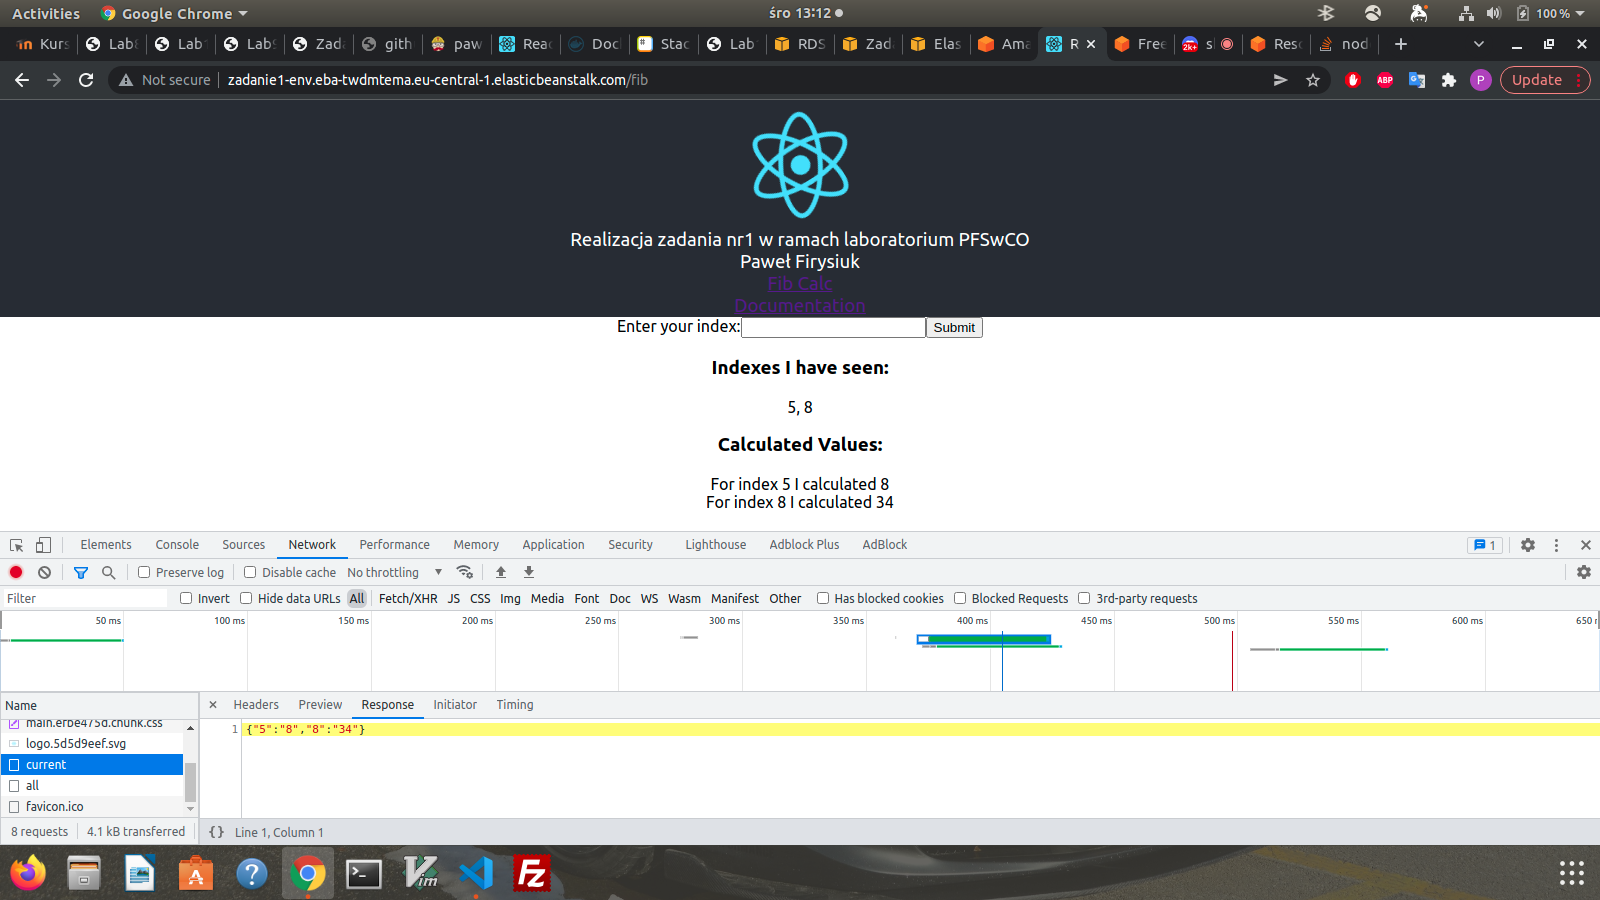 Activities Google Chrome śro 13:12 100 %
Kurs Lab8 Lab Lab9 Zada gith paw Reac Docl Stac Lab RDS Zad Elas Ama R Free 2k+ s Reso nod
Not secure zadanie1-env.eba-twdmtema.eu-central-1.elasticbeanstalk.com/fib ABP P Update
Realizacja zadania nr1 w ramach laboratorium PFSwCO
Paweł Firysiuk
Fib Calc
Documentation
Enter your index: Submit
Indexes I have seen:
5, 8
Calculated Values:
For index 5 I calculated 8
For index 8 I calculated 34
Elements Console Sources Network Performance Memory Application Security Lighthouse Adblock Plus AdBlock 1
Preserve log Disable cache No throttling
Filter Invert Hide data URLs All Fetch/XHR JS CSS Img Media Font Doc WS Wasm Manifest Other Has blocked cookies Blocked Requests 3rd-party requests
50 ms 100 ms 150 ms 200 ms 250 ms 300 ms 350 ms 400 ms 450 ms 500 ms 550 ms 600 ms 650
Name Headers Preview Response Initiator Timing
main.efbe475d.chunk.css
1 {"5":"8","8":"34"}
logo.5d5d9eef.svg
current
all
favicon.ico
8 requests 4.1 kB transferred {} Line 1, Column 1